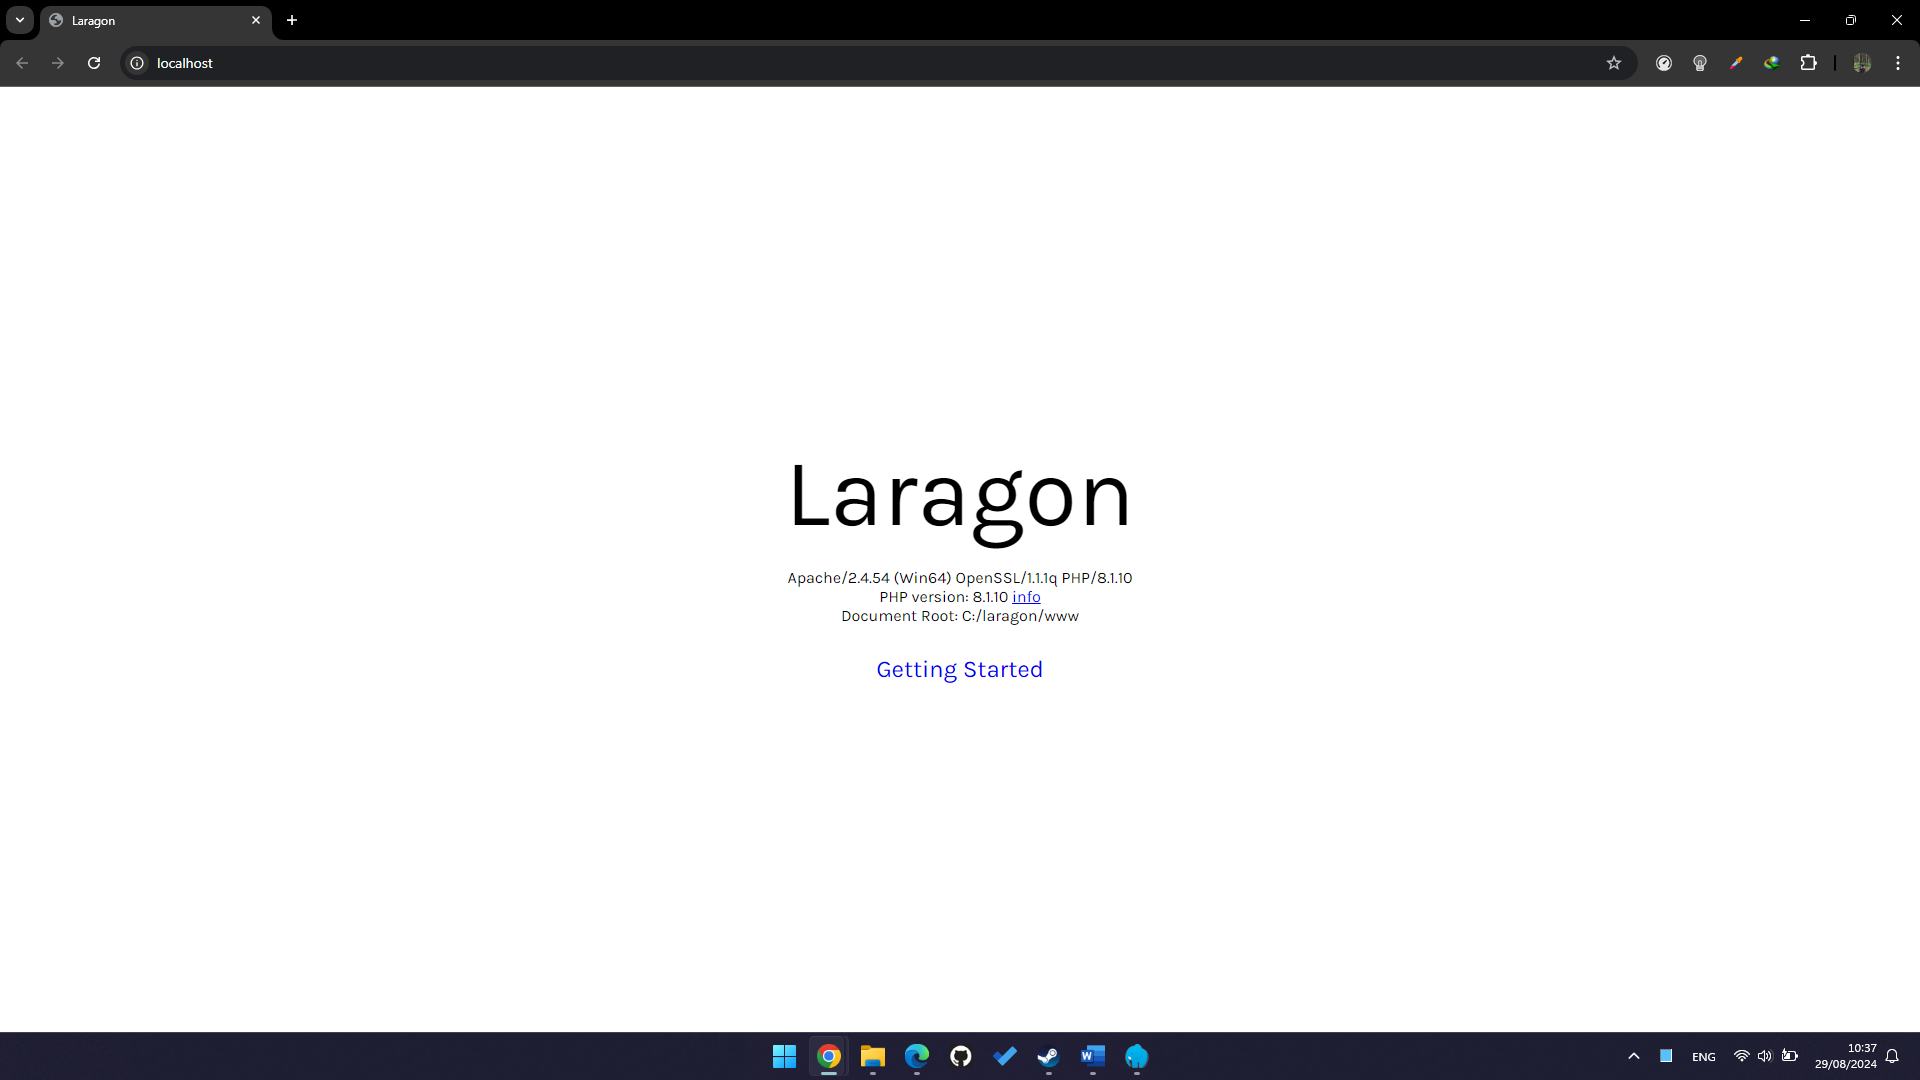 Laragon
localhost
Laragon
Apache/2.4.54 (Win64) OpenSSL/1.1.1q PHP/8.1.10
PHP version: 8.1.10 info
Document Root: C:/laragon/www
Getting Started
ENG
10:37
29/08/2024